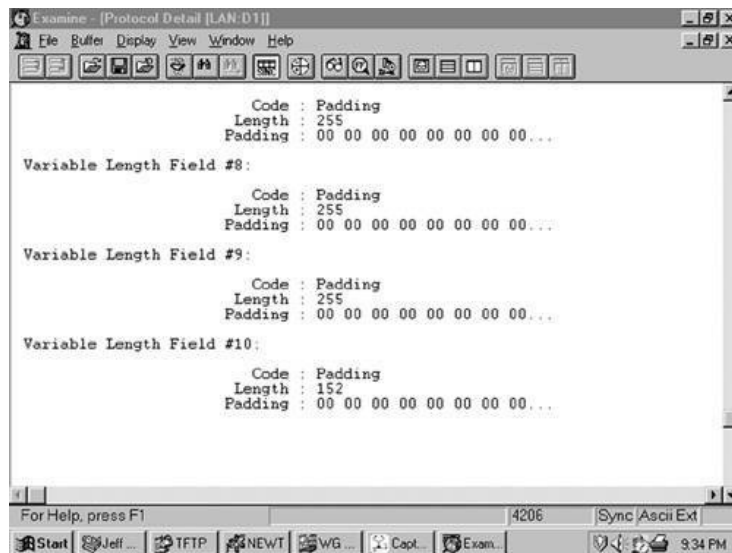 Examine - [Protocol Detail [LAN:D1]]
File Buffer Display View Window Help
Code : Padding
Length : 255
Padding : 00 00 00 00 00 00 00 00...
Variable Length Field #8:
Code : Padding
Length : 255
Padding : 00 00 00 00 00 00 00 00...
Variable Length Field #9:
Code : Padding
Length : 255
Padding : 00 00 00 00 00 00 00 00...
Variable Length Field #10:
Code : Padding
Length : 152
Padding : 00 00 00 00 00 00 00 00...
For Help, press F1 4206 Sync Ascii Ext
Start Jeff ... TFTP NEWT WG ... Capt... Exam... 9:34 PM